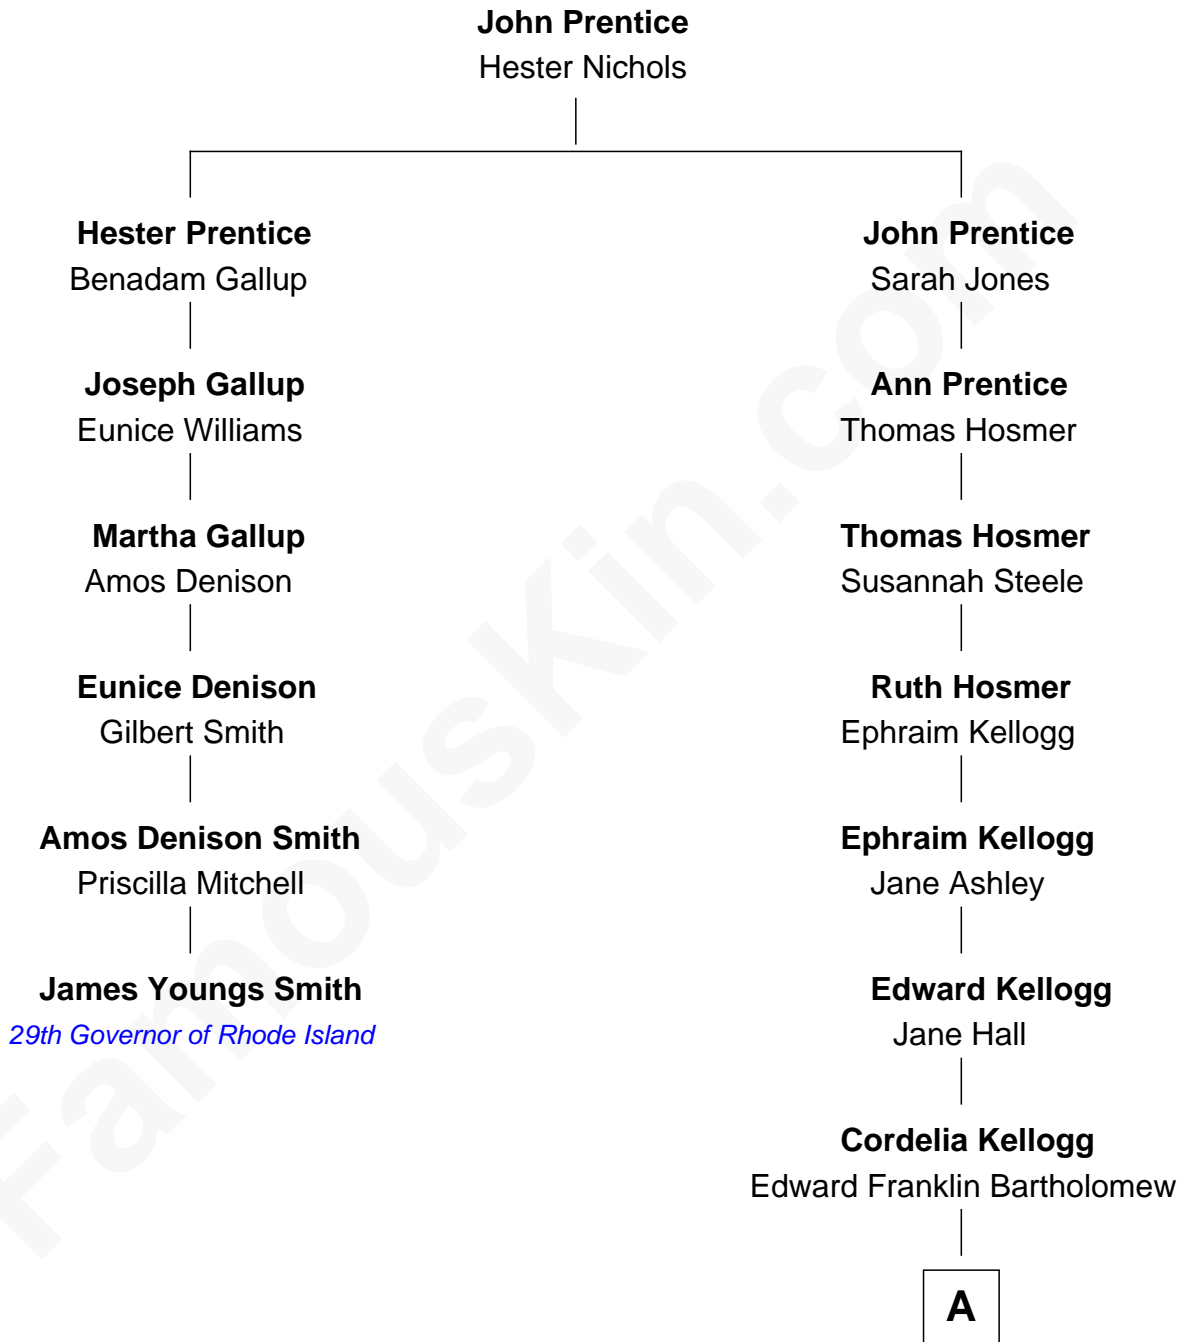 John Prentice
Hester Nichols
Hester Prentice
Benadam Gallup
Joseph Gallup
Eunice Williams
Martha Gallup
Amos Denison
Eunice Denison
Gilbert Smith
Amos Denison Smith
Priscilla Mitchell
James Youngs Smith
29th Governor of Rhode Island
John Prentice
Sarah Jones
Ann Prentice
Thomas Hosmer
Thomas Hosmer
Susannah Steele
Ruth Hosmer
Ephraim Kellogg
Ephraim Kellogg
Jane Ashley
Edward Kellogg
Jane Hall
Cordelia Kellogg
Edward Franklin Bartholomew
A
FamousKin.com